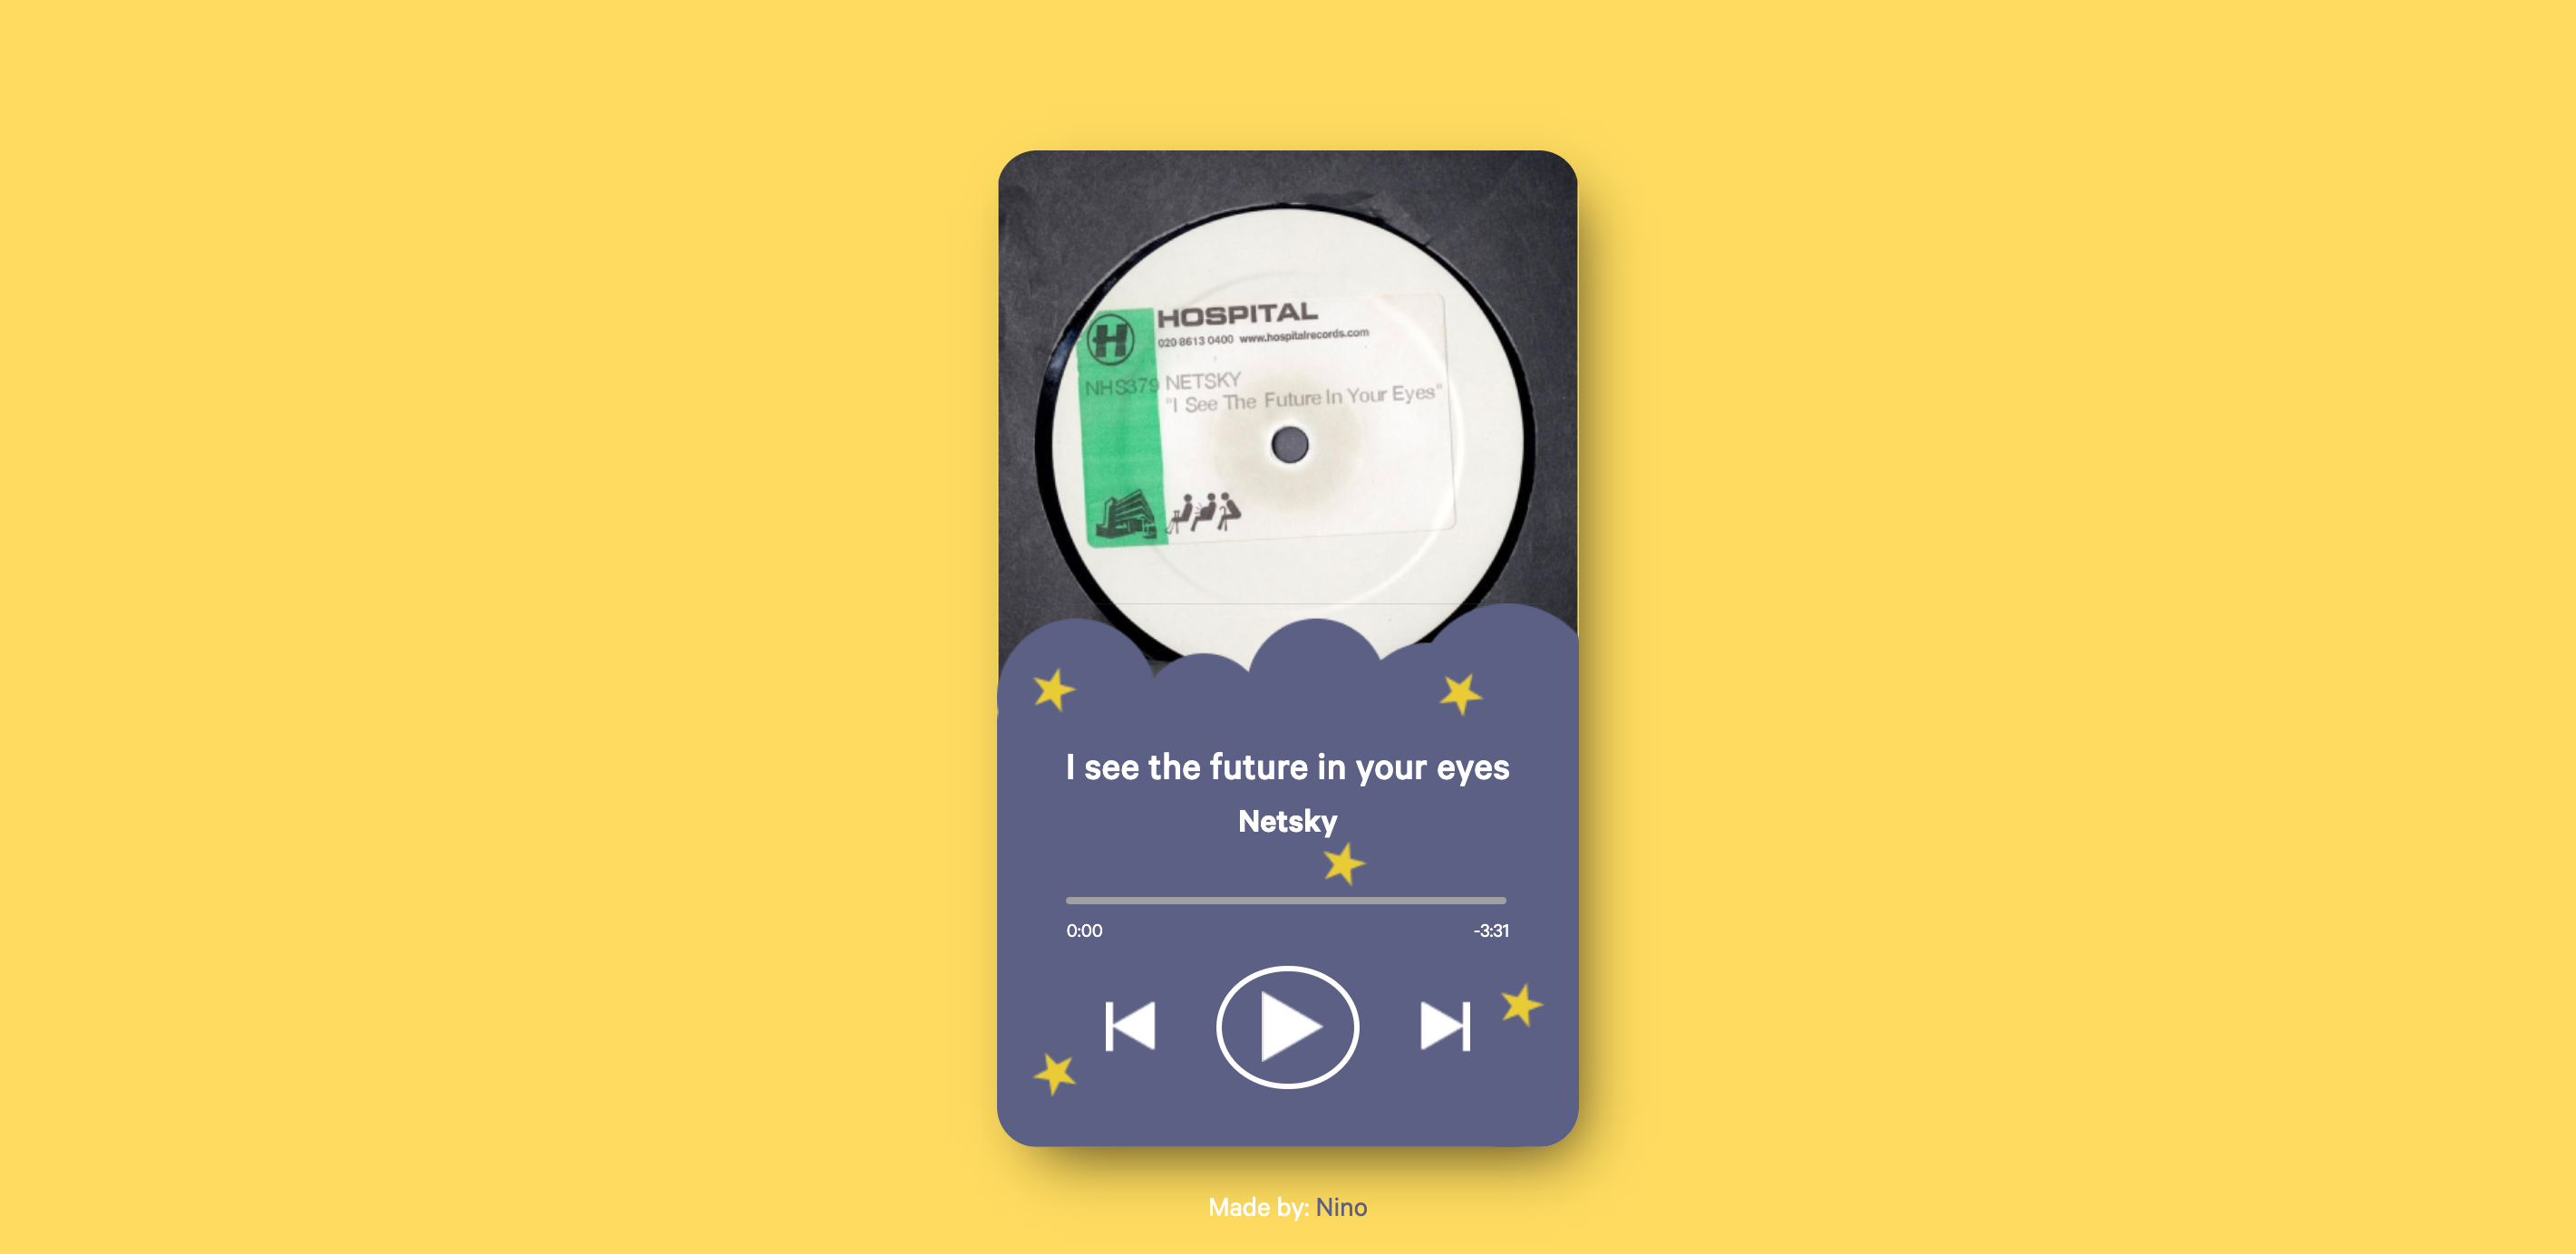 H
HOSPITAL
020 8613 0400 www.hospitalrecords.com
NHS379 NETSKY
"I See The Future In Your Eyes"
I see the future in your eyes
Netsky
0:00 -3:31
Made by: Nino